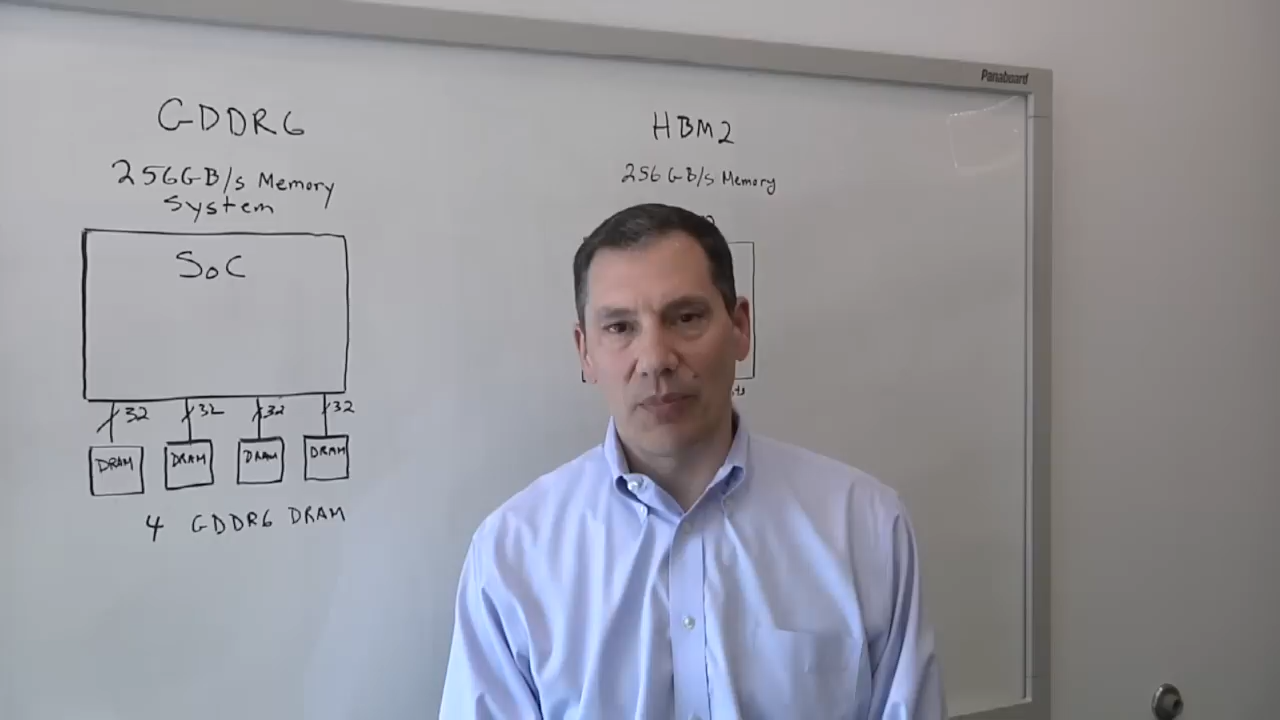 Panaboard
GDDR6
256GB/s Memory
System
SoC
32 32 32 32
DRAM DRAM DRAM DRAM
4 GDDR6 DRAM
HBM2
256 GB/s Memory